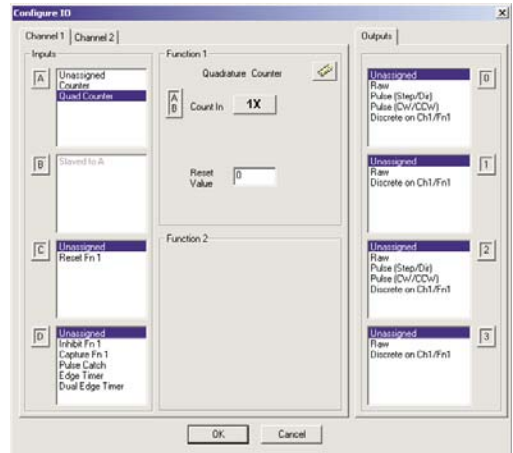 Configure IO
Channel 1
Channel 2
Inputs
A
Unassigned
Counter
Quad Counter
B
Slaved to A
C
Unassigned
Reset Fn 1
D
Unassigned
Inhibit Fn 1
Capture Fn 1
Pulse Catch
Edge Timer
Dual Edge Timer
Function 1
Quadrature Counter
A
B
Count In
1X
Reset
Value
0
Function 2
Outputs
Unassigned
Raw
Pulse (Step/Dir)
Pulse (CW/CCW)
Discrete on Ch1/Fn1
0
Unassigned
Raw
Discrete on Ch1/Fn1
1
Unassigned
Raw
Pulse (Step/Dir)
Pulse (CW/CCW)
Discrete on Ch1/Fn1
2
Unassigned
Raw
Discrete on Ch1/Fn1
3
OK
Cancel